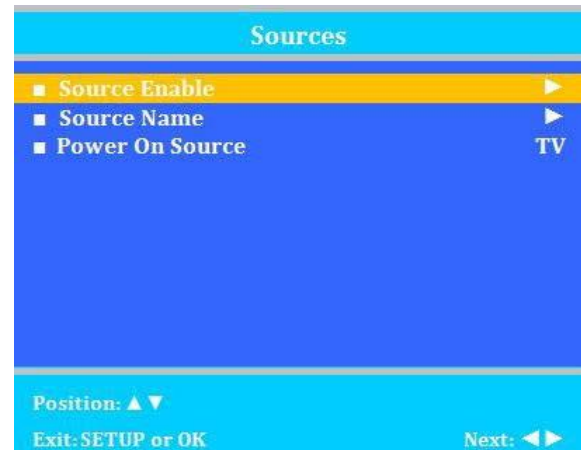 Sources
■ Source Enable ▶
■ Source Name ▶
■ Power On Source TV
Position: ▲ ▼
Exit: SETUP or OK Next: ◀ ▶